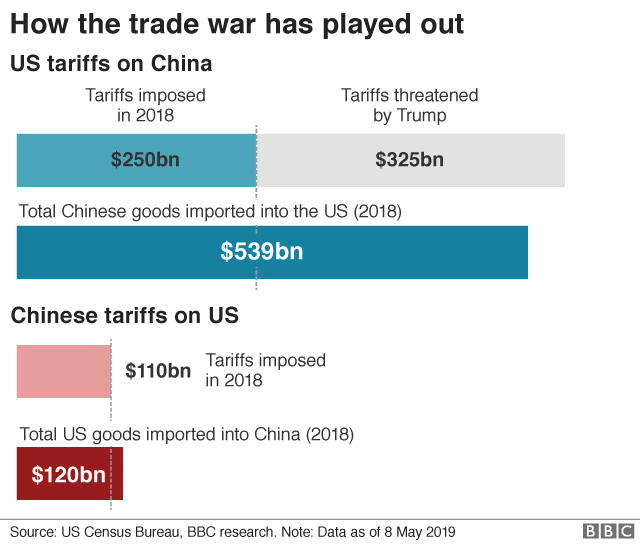 How the trade war has played out
US tariffs on China
Tariffs imposed
in 2018
Tariffs threatened
by Trump
$250bn
$325bn
Total Chinese goods imported into the US (2018)
$539bn
Chinese tariffs on US
$110bn
Tariffs imposed
in 2018
Total US goods imported into China (2018)
$120bn
Source: US Census Bureau, BBC research. Note: Data as of 8 May 2019
BBC